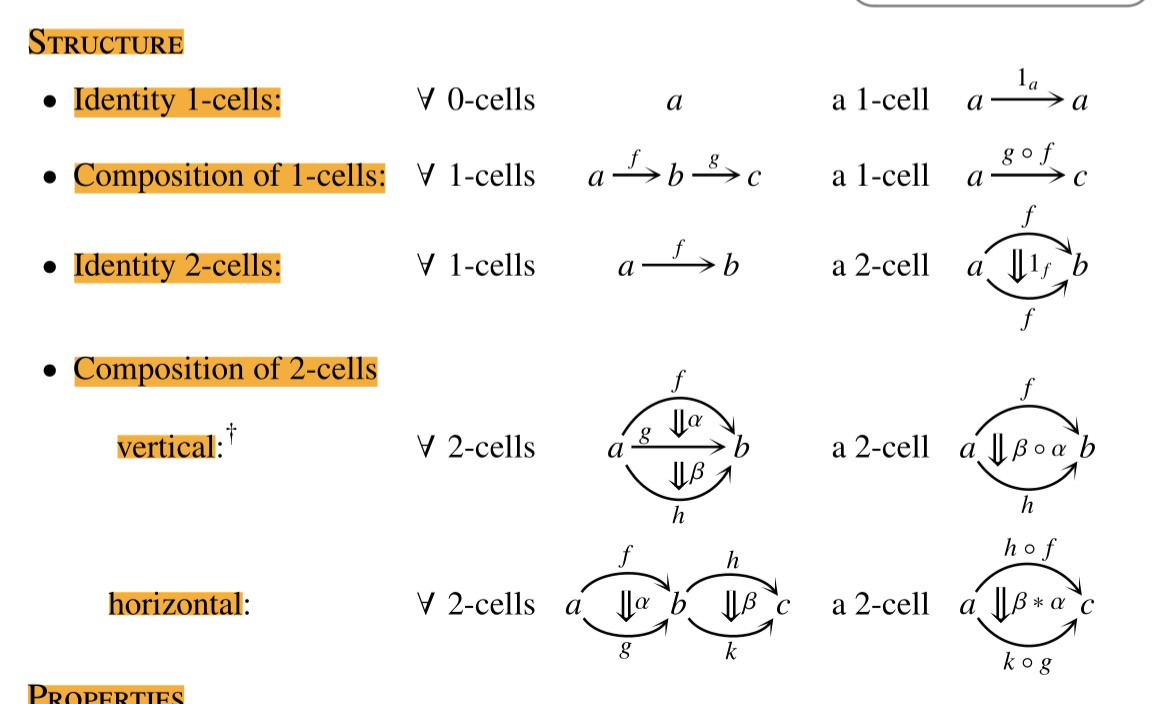 STRUCTURE
• Identity 1-cells: ∀ 0-cells a a 1-cell a 1ₐ→ a
• Composition of 1-cells: ∀ 1-cells a f→ b g→ c a 1-cell a g ∘ f→ c
f
• Identity 2-cells: ∀ 1-cells a f→ b a 2-cell a ⇓1_f b
f
• Composition of 2-cells
f f
vertical:† ∀ 2-cells a g ⇓α ⇓β b a 2-cell a ⇓β ∘ α b
h h
f h h ∘ f
horizontal: ∀ 2-cells a ⇓α b ⇓β c a 2-cell a ⇓β * α c
g k k ∘ g
PROPERTIES